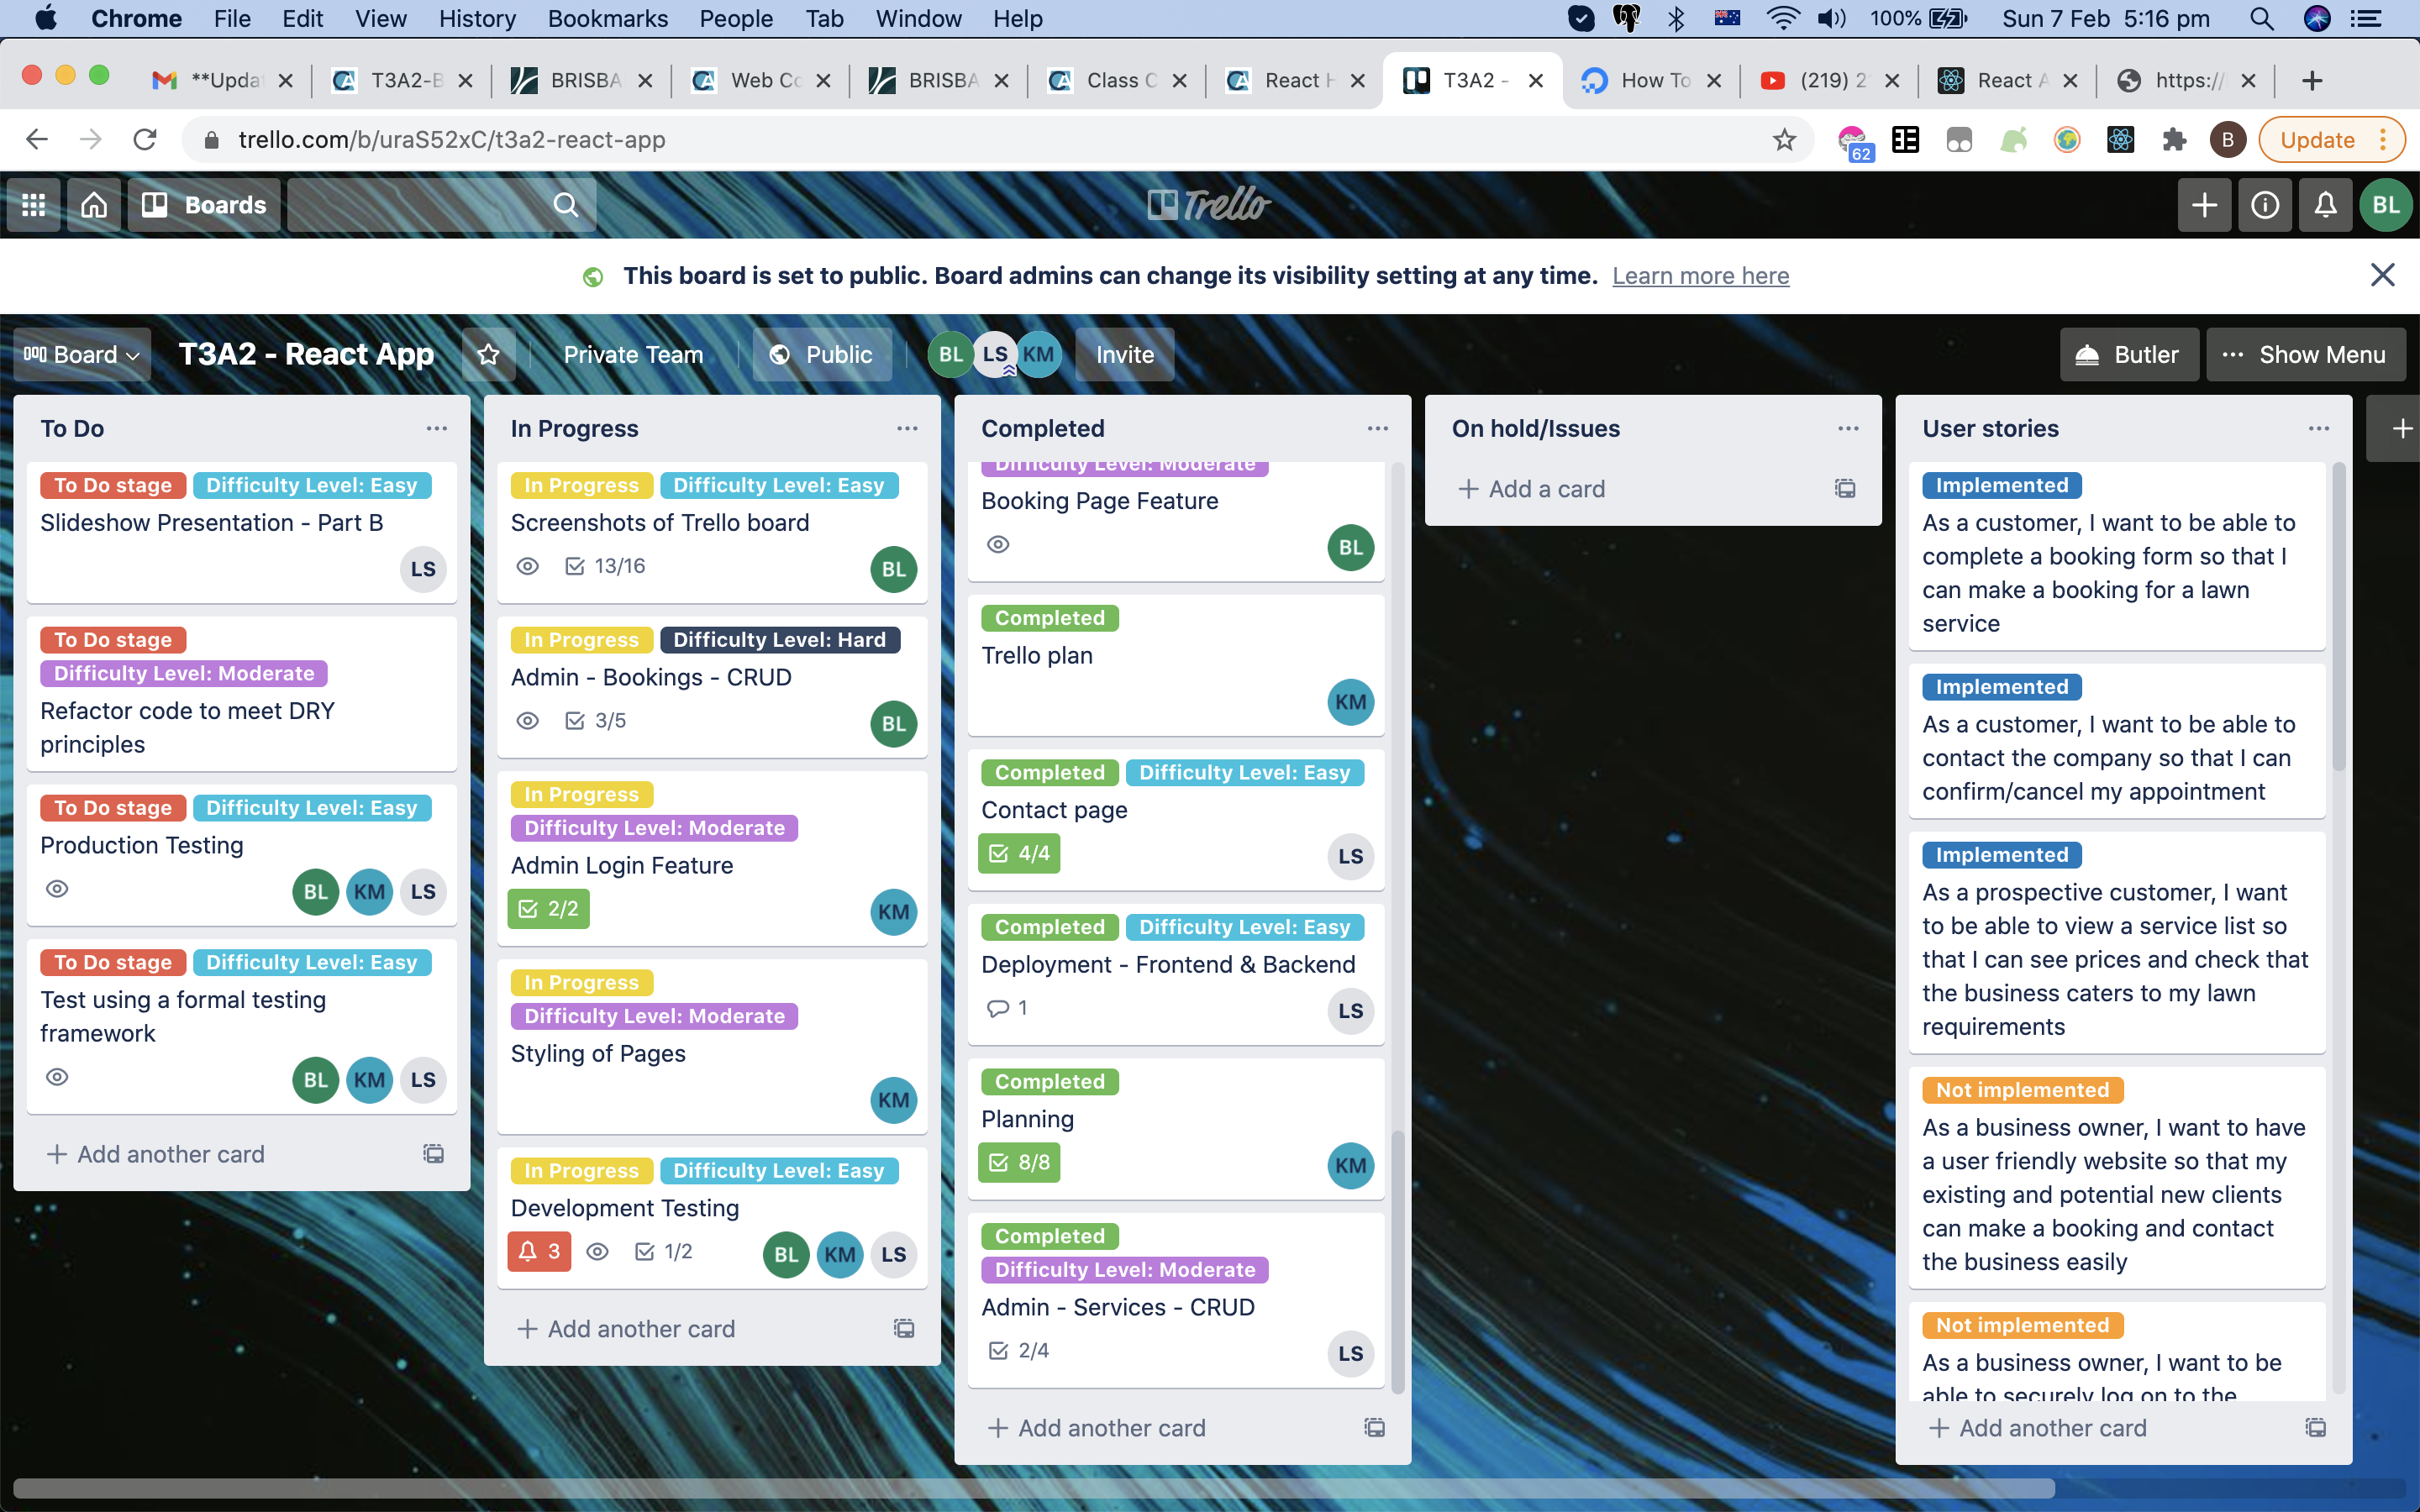 Chrome File Edit View History Bookmarks People Tab Window Help 100% Sun 7 Feb 5:16 pm
**Upda T3A2-B BRISBA Web Co BRISBA Class C React H T3A2 - How To (219) 2 React A https://
trello.com/b/uraS52xC/t3a2-react-app 62 B Update
Boards Trello BL
This board is set to public. Board admins can change its visibility setting at any time. Learn more here
Board T3A2 - React App Private Team Public BL LS KM Invite Butler Show Menu
To Do
To Do stage Difficulty Level: Easy
Slideshow Presentation - Part B
LS
To Do stage
Difficulty Level: Moderate
Refactor code to meet DRY
principles
To Do stage Difficulty Level: Easy
Production Testing
BL KM LS
To Do stage Difficulty Level: Easy
Test using a formal testing
framework
BL KM LS
Add another card
In Progress
In Progress Difficulty Level: Easy
Screenshots of Trello board
13/16 BL
In Progress Difficulty Level: Hard
Admin - Bookings - CRUD
3/5 BL
In Progress
Difficulty Level: Moderate
Admin Login Feature
2/2 KM
In Progress
Difficulty Level: Moderate
Styling of Pages
KM
In Progress Difficulty Level: Easy
Development Testing
3 1/2 BL KM LS
Add another card
Completed
Difficulty Level: Moderate
Booking Page Feature
BL
Completed
Trello plan
KM
Completed Difficulty Level: Easy
Contact page
4/4 LS
Completed Difficulty Level: Easy
Deployment - Frontend & Backend
1 LS
Completed
Planning
8/8 KM
Completed
Difficulty Level: Moderate
Admin - Services - CRUD
2/4 LS
Add another card
On hold/Issues
Add a card
User stories
Implemented
As a customer, I want to be able to
complete a booking form so that I
can make a booking for a lawn
service
Implemented
As a customer, I want to be able to
contact the company so that I can
confirm/cancel my appointment
Implemented
As a prospective customer, I want
to be able to view a service list so
that I can see prices and check that
the business caters to my lawn
requirements
Not implemented
As a business owner, I want to have
a user friendly website so that my
existing and potential new clients
can make a booking and contact
the business easily
Not implemented
As a business owner, I want to be
able to securely log on to the
Add another card